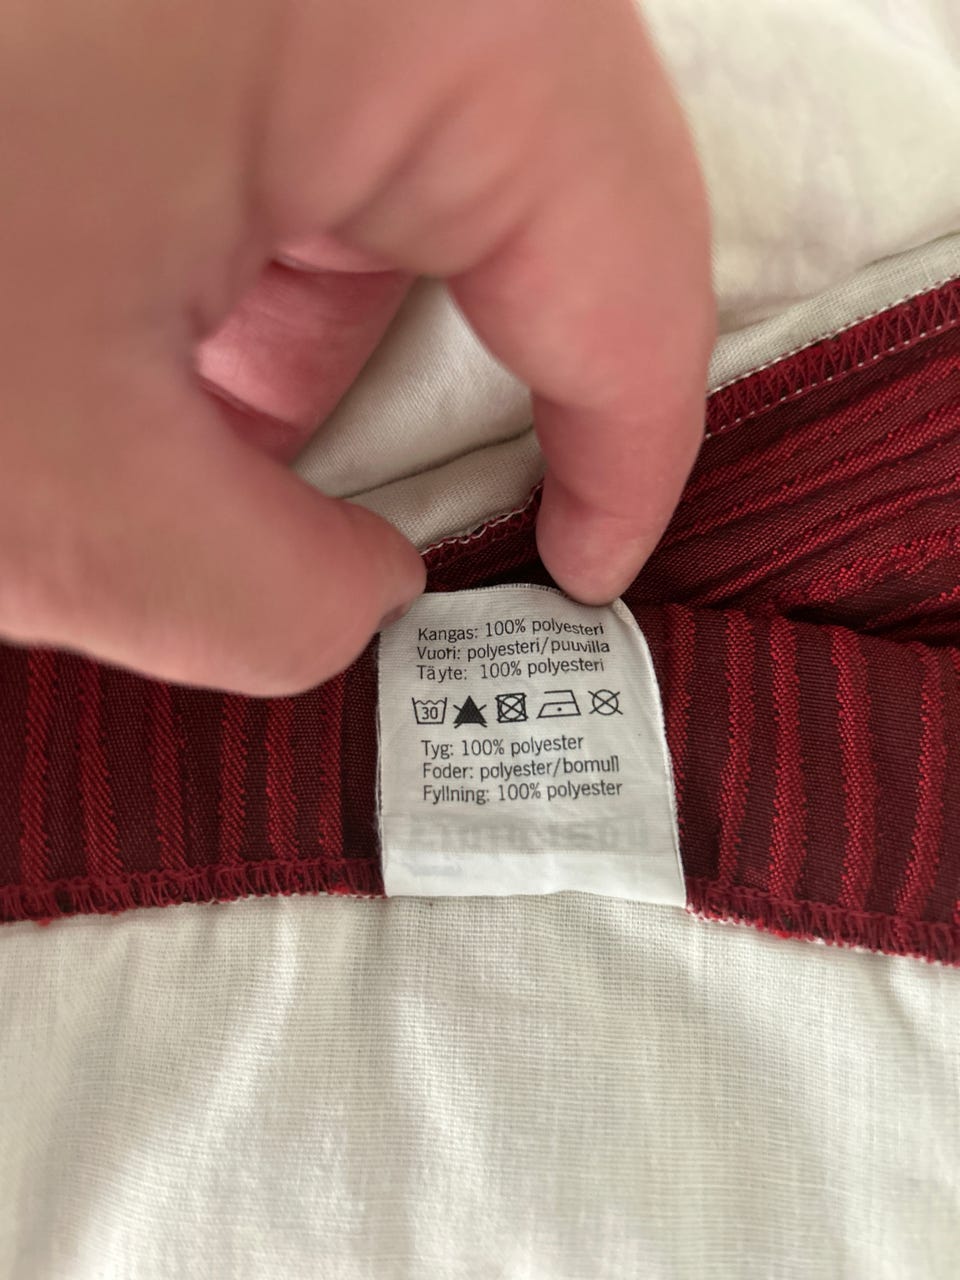 Kangas: 100% polyesteri
Vuori: polyesteri/puuvilla
Täyte: 100% polyesteri
30
Tyg: 100% polyester
Foder: polyester/bomull
Fyllning: 100% polyester